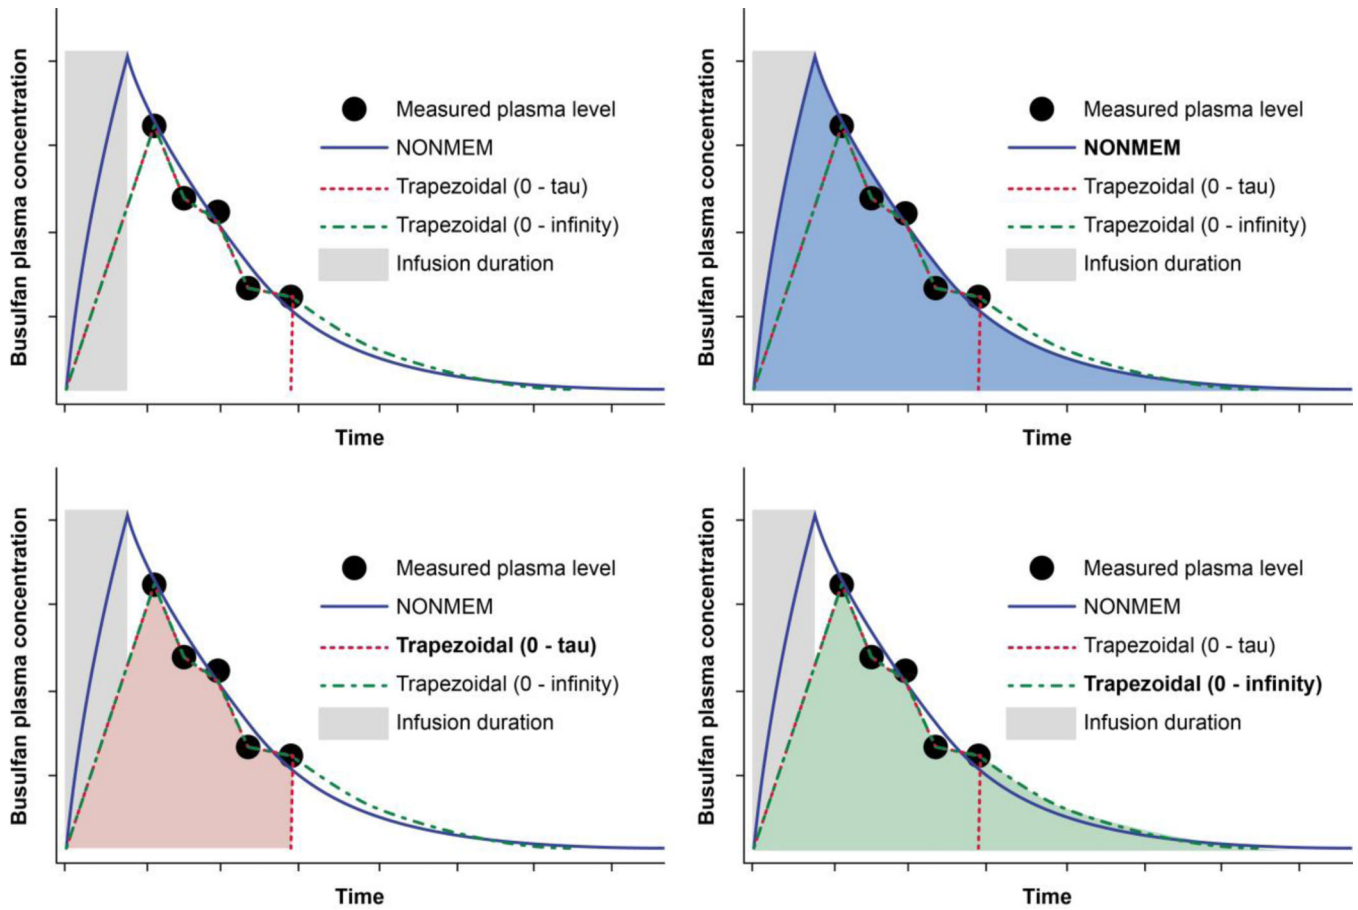 Busulfan plasma concentration
Measured plasma level
NONMEM
Trapezoidal (0 - tau)
Trapezoidal (0 - infinity)
Infusion duration
Time
Busulfan plasma concentration
Measured plasma level
NONMEM
Trapezoidal (0 - tau)
Trapezoidal (0 - infinity)
Infusion duration
Time
Busulfan plasma concentration
Measured plasma level
NONMEM
Trapezoidal (0 - tau)
Trapezoidal (0 - infinity)
Infusion duration
Time
Busulfan plasma concentration
Measured plasma level
NONMEM
Trapezoidal (0 - tau)
Trapezoidal (0 - infinity)
Infusion duration
Time